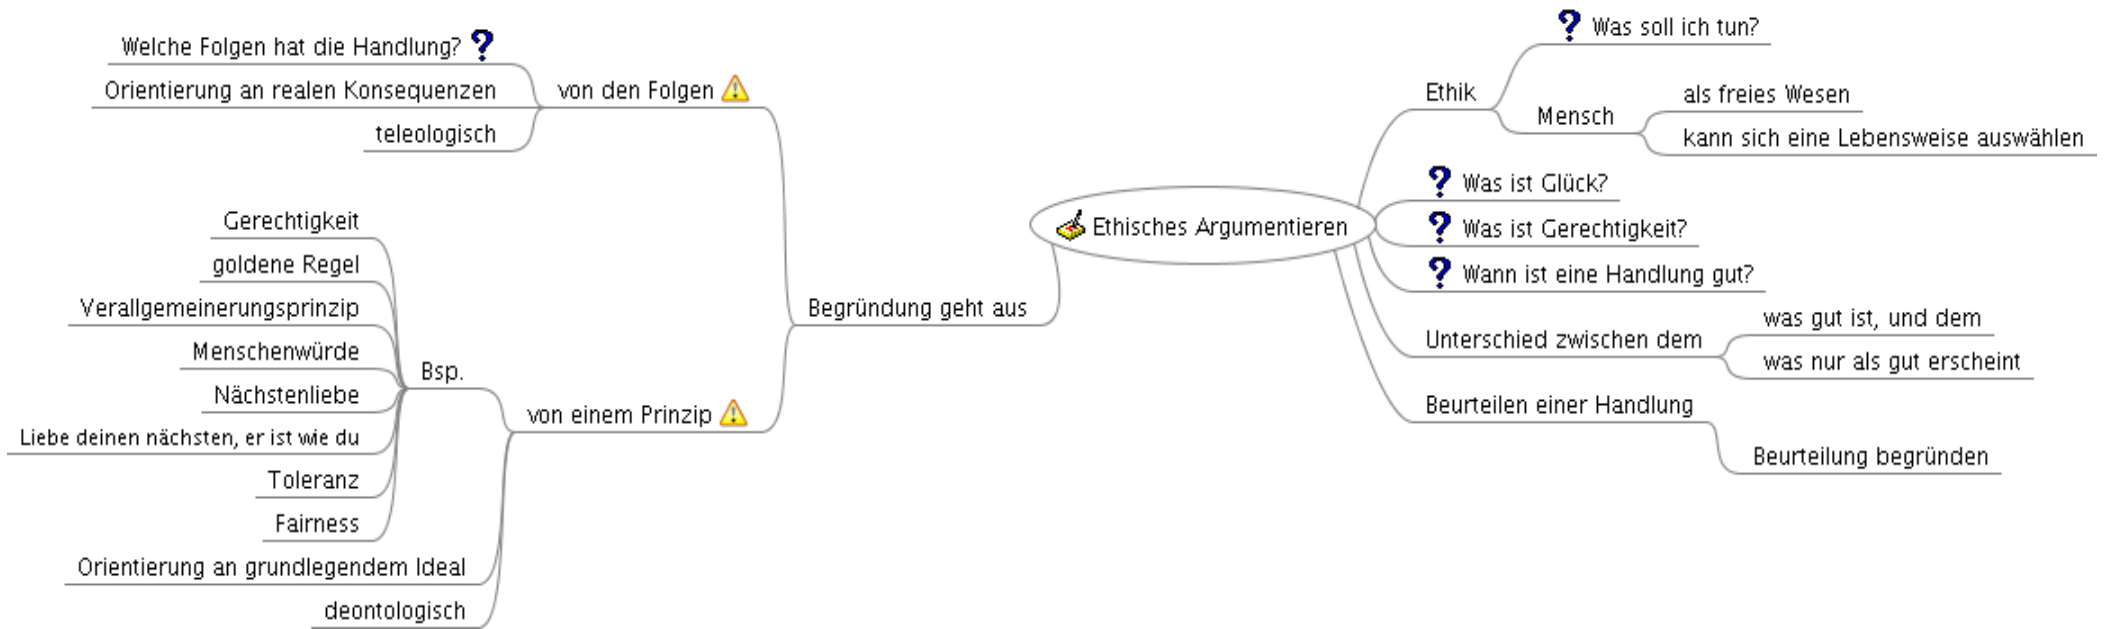 Ethisches Argumentieren
Ethik
Was soll ich tun?
Mensch
als freies Wesen
kann sich eine Lebensweise auswählen
Was ist Glück?
Was ist Gerechtigkeit?
Wann ist eine Handlung gut?
Unterschied zwischen dem
was gut ist, und dem
was nur als gut erscheint
Beurteilen einer Handlung
Beurteilung begründen
Begründung geht aus
von den Folgen
Welche Folgen hat die Handlung?
Orientierung an realen Konsequenzen
teleologisch
von einem Prinzip
Bsp.
Gerechtigkeit
goldene Regel
Verallgemeinerungsprinzip
Menschenwürde
Nächstenliebe
Liebe deinen nächsten, er ist wie du
Toleranz
Fairness
Orientierung an grundlegendem Ideal
deontologisch